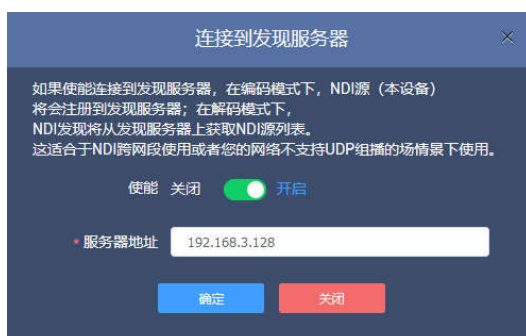 连接到发现服务器 ×
如果使能连接到发现服务器，在编码模式下，NDI源（本设备）
将会注册到发现服务器；在解码模式下，
NDI发现将从发现服务器上获取NDI源列表。
这适合于NDI跨网段使用或者您的网络不支持UDP组播的场情景下使用。
使能 关闭 开启
* 服务器地址 192.168.3.128
确定 关闭